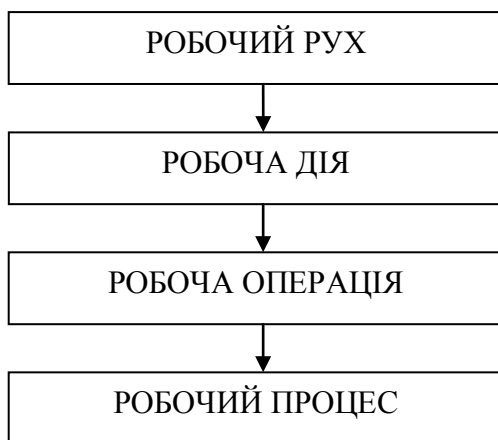 РОБОЧИЙ РУХ
РОБОЧА ДІЯ
РОБОЧА ОПЕРАЦІЯ
РОБОЧИЙ ПРОЦЕС